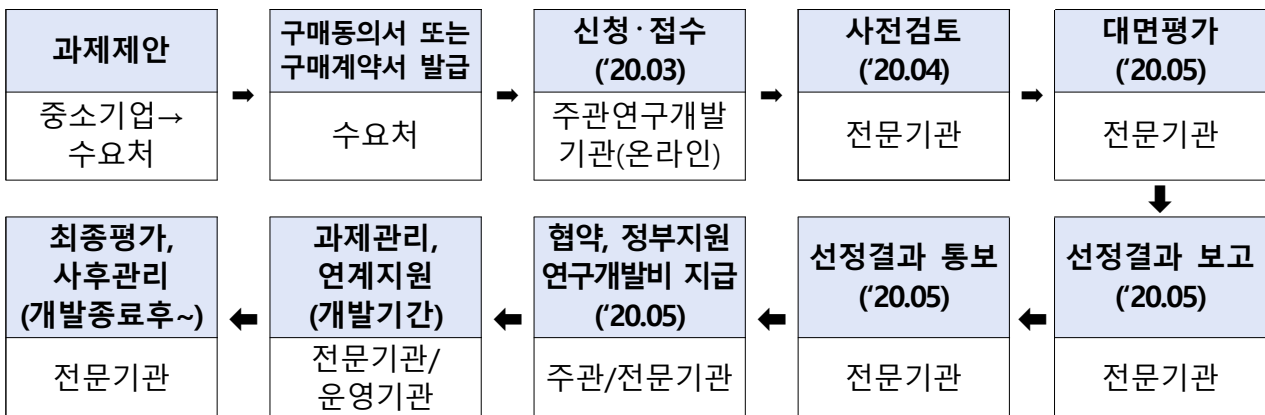 과제제안
중소기업→
수요처
➡
구매동의서 또는
구매계약서 발급
수요처
➡
신청·접수
(‘20.03)
주관연구개발
기관(온라인)
➡
사전검토
(‘20.04)
전문기관
➡
대면평가
(‘20.05)
전문기관
⬇
선정결과 보고
(‘20.05)
전문기관
⬅
선정결과 통보
(‘20.05)
전문기관
⬅
협약, 정부지원
연구개발비 지급
(‘20.05)
주관/전문기관
⬅
과제관리,
연계지원
(개발기간)
전문기관/
운영기관
⬅
최종평가,
사후관리
(개발종료후~)
전문기관